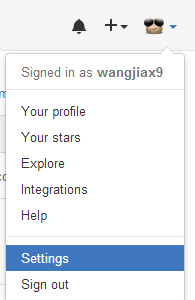 Signed in as wangjiax9
Your profile
Your stars
Explore
Integrations
Help
Settings
Sign out